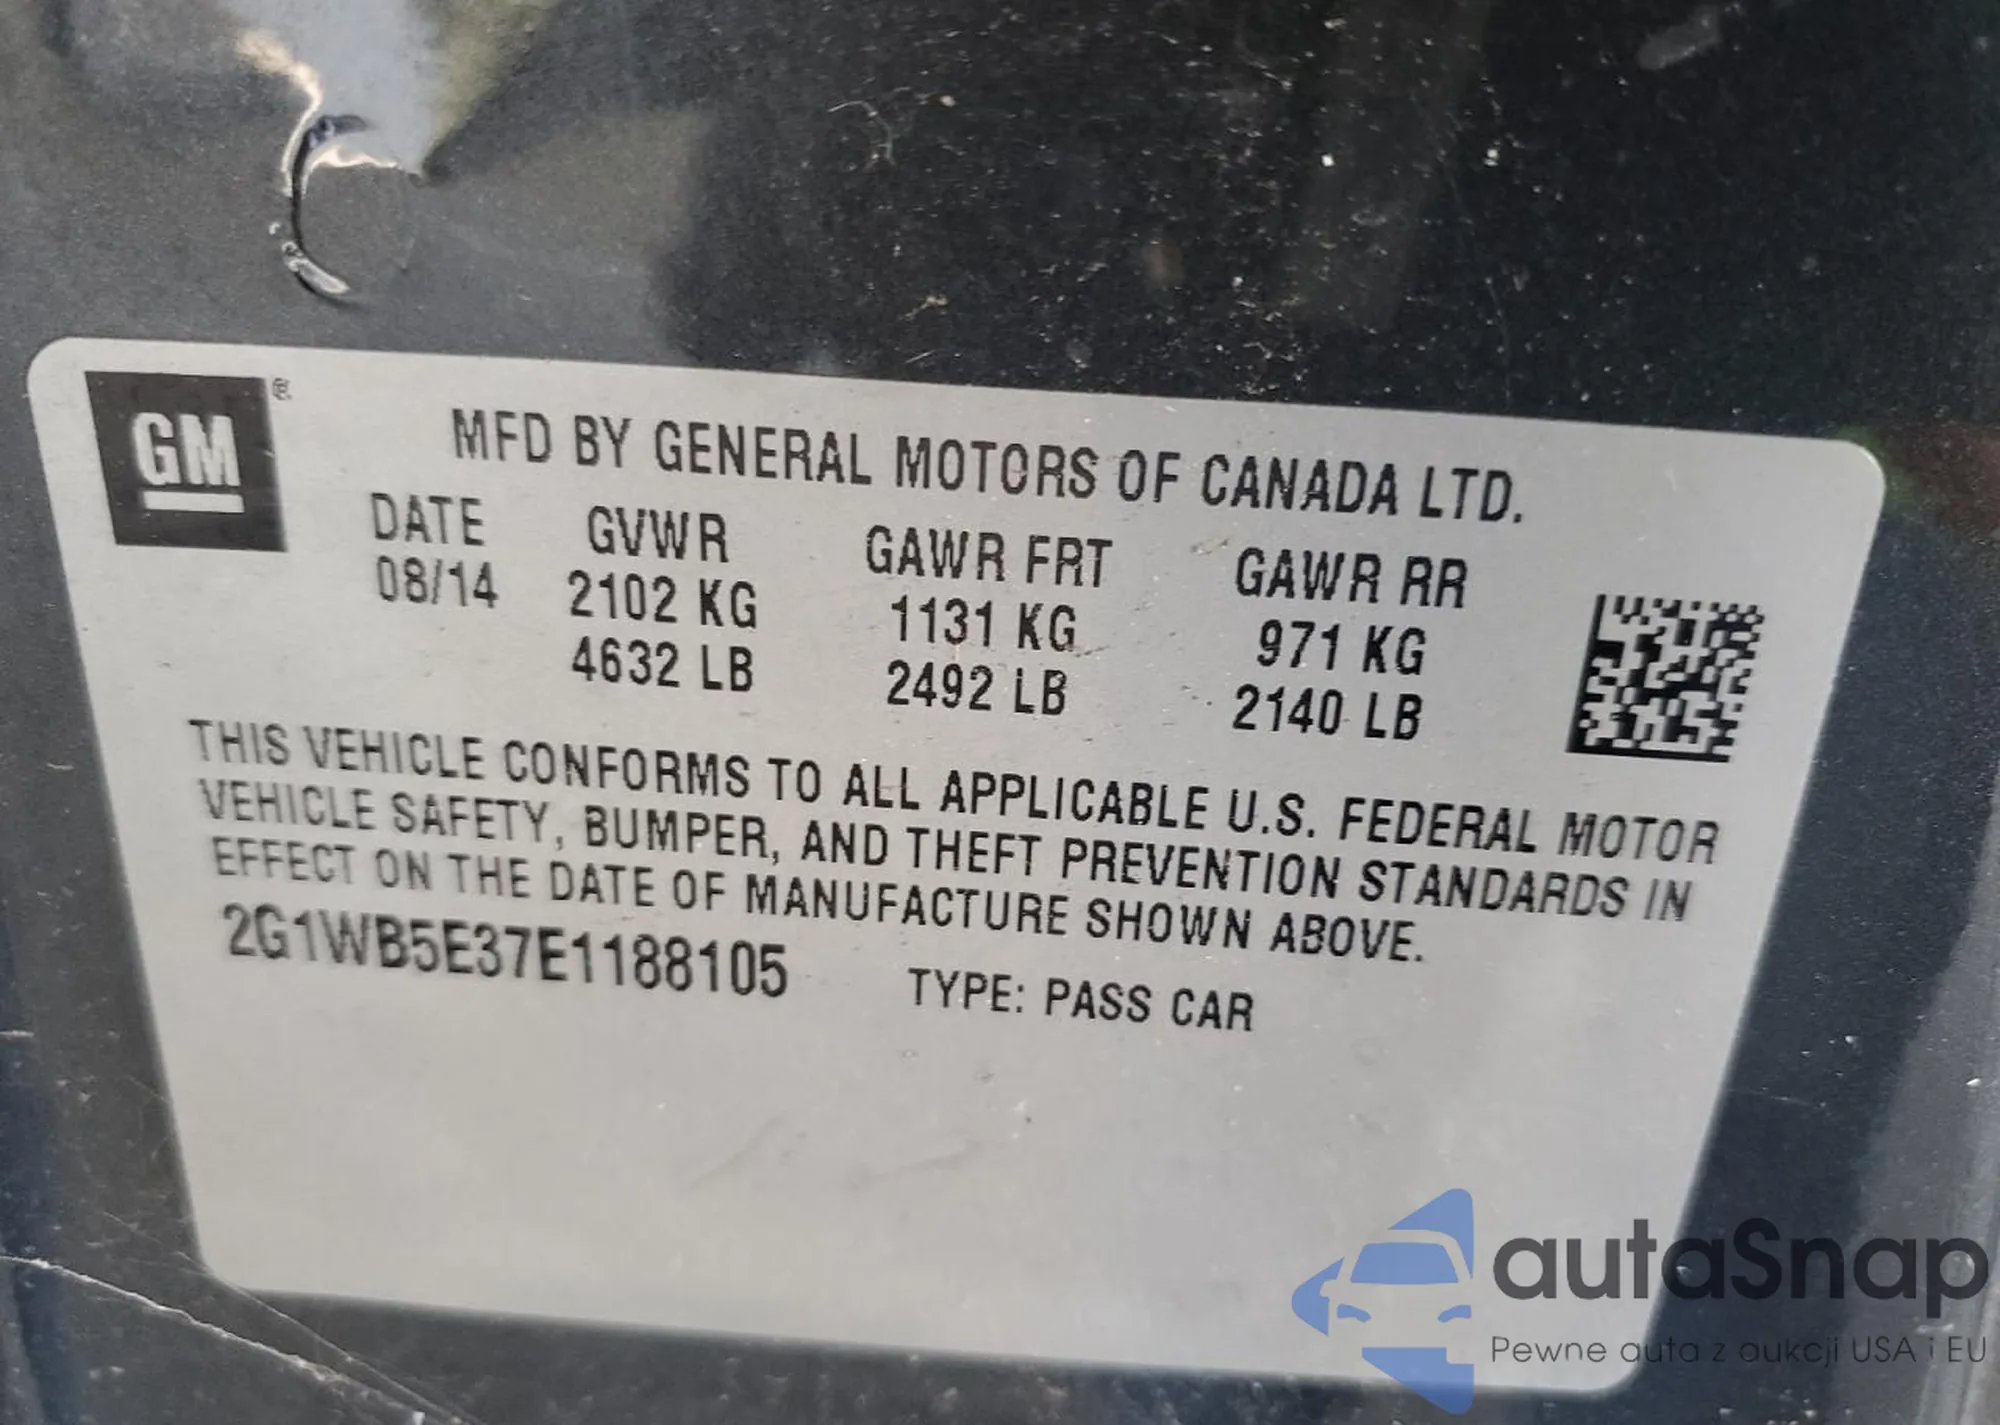 GM ®
MFD BY GENERAL MOTORS OF CANADA LTD.
DATE GVWR GAWR FRT GAWR RR
08/14 2102 KG 1131 KG 971 KG
4632 LB 2492 LB 2140 LB
THIS VEHICLE CONFORMS TO ALL APPLICABLE U.S. FEDERAL MOTOR
VEHICLE SAFETY, BUMPER, AND THEFT PREVENTION STANDARDS IN
EFFECT ON THE DATE OF MANUFACTURE SHOWN ABOVE.
2G1WB5E37E1188105 TYPE: PASS CAR
autaSnap
Pewne auta z aukcji USA i EU